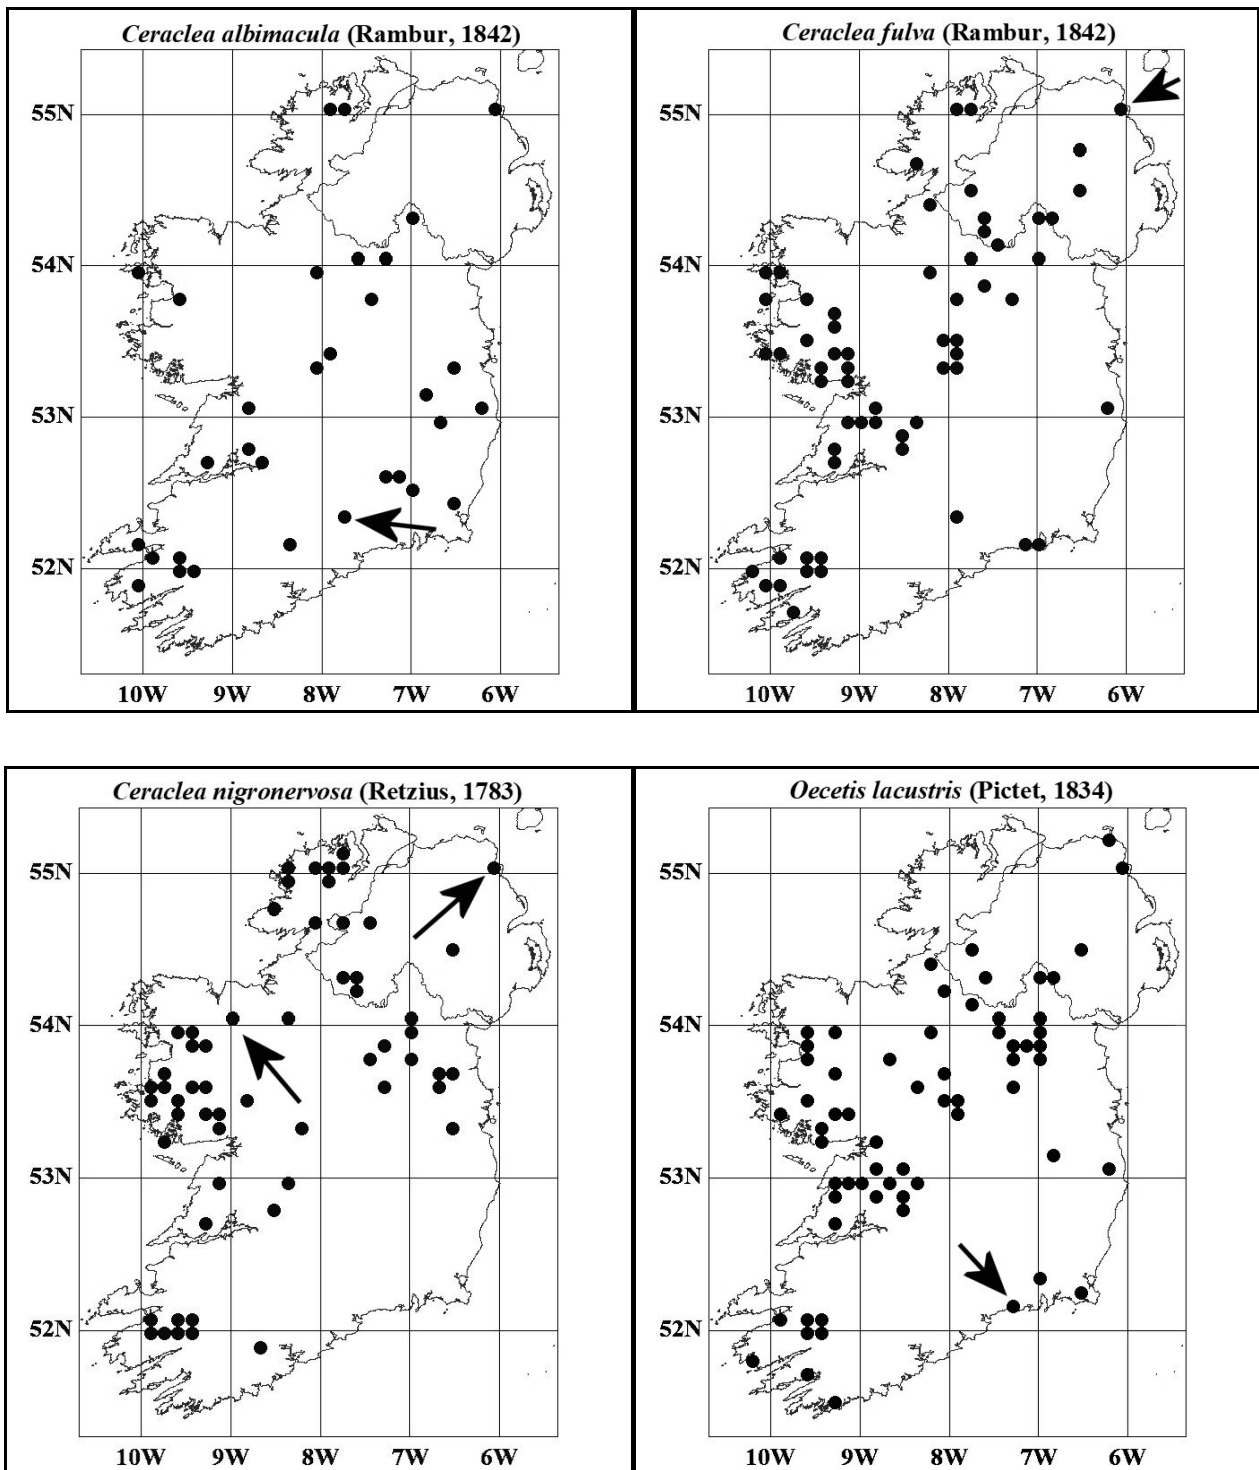 Ceraclea albimacula (Rambur, 1842)
55N
54N
53N
52N
10W 9W 8W 7W 6W
Ceraclea fulva (Rambur, 1842)
55N
54N
53N
52N
10W 9W 8W 7W 6W
Ceraclea nigronervosa (Retzius, 1783)
55N
54N
53N
52N
10W 9W 8W 7W 6W
Oecetis lacustris (Pictet, 1834)
55N
54N
53N
52N
10W 9W 8W 7W 6W